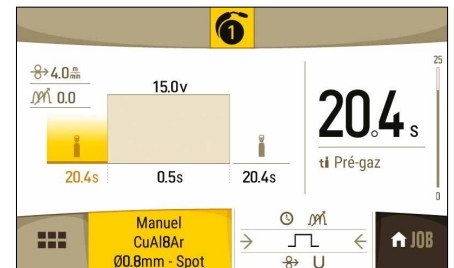 1
4.0 m/min
0.0
15.0v
20.4s
0.5s
20.4s
25
20.4 s
ti Pré-gaz
0
Manuel
CuAl8Ar
Ø0.8mm - Spot
JOB